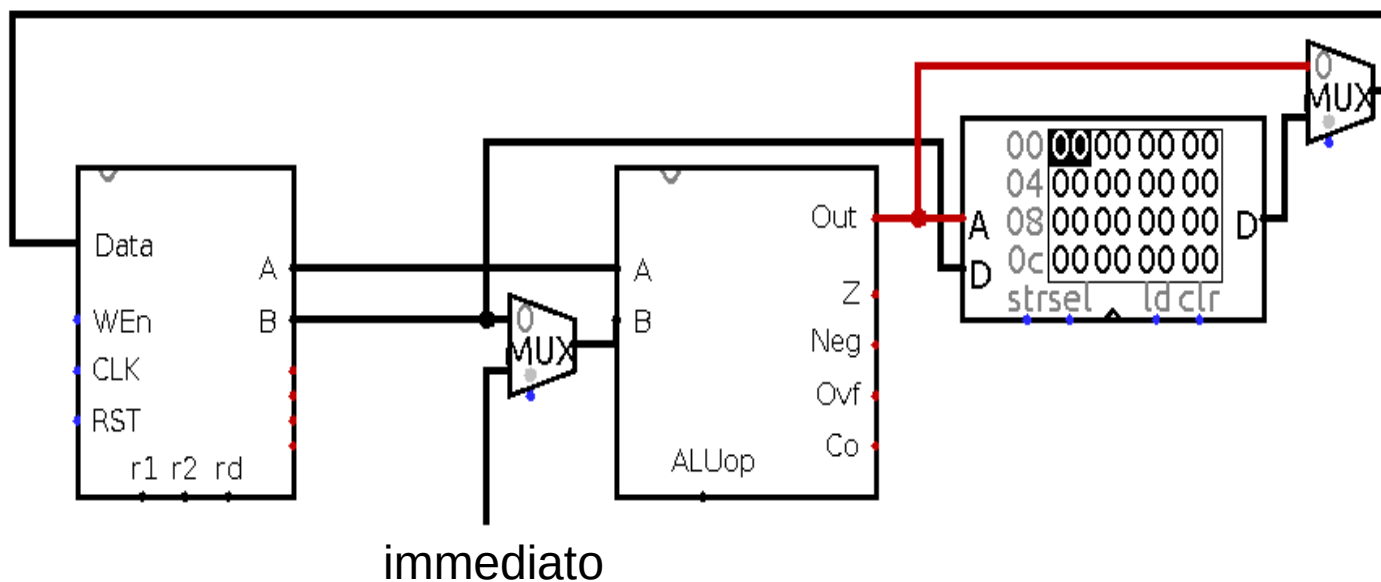 Data
WEn
CLK
RST
r1 r2 rd
A
B
0
MUX
immediato
A
B
ALUop
Out
Z
Neg
Ovf
Co
A
D
00 00 00 00 00
04 00 00 00 00
08 00 00 00 00
0c 00 00 00 00
str sel ld clr
D
0
MUX